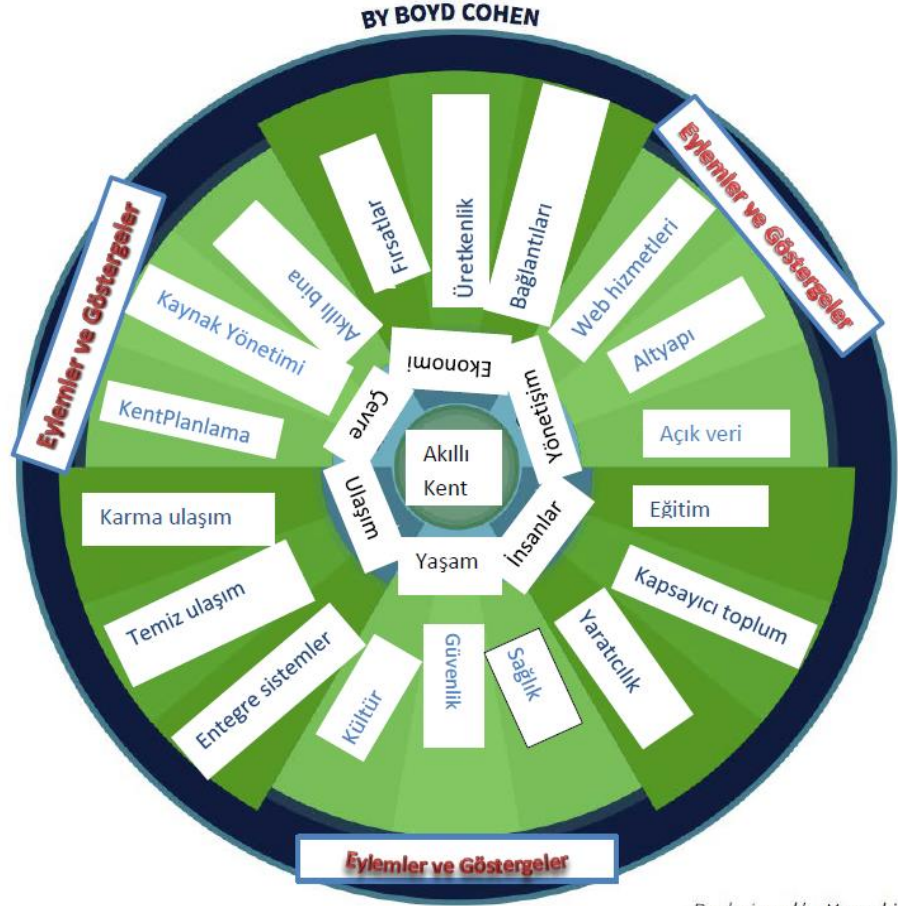 BY BOYD COHEN
Eylemler ve Göstergeler
Eylemler ve Göstergeler
Fırsatlar
Üretkenlik
Bağlantıları
Akıllı bina
Kaynak Yönetimi
KentPlanlama
Web hizmetleri
Altyapı
Açık veri
Ekonomi
Çevre
Yönetişim
Akıllı
Kent
Ulaşım
Yaşam
İnsanlar
Karma ulaşım
Temiz ulaşım
Entegre sistemler
Kültür
Güvenlik
Sağlık
Yaratıcılık
Kapsayıcı toplum
Eğitim
Eylemler ve Göstergeler